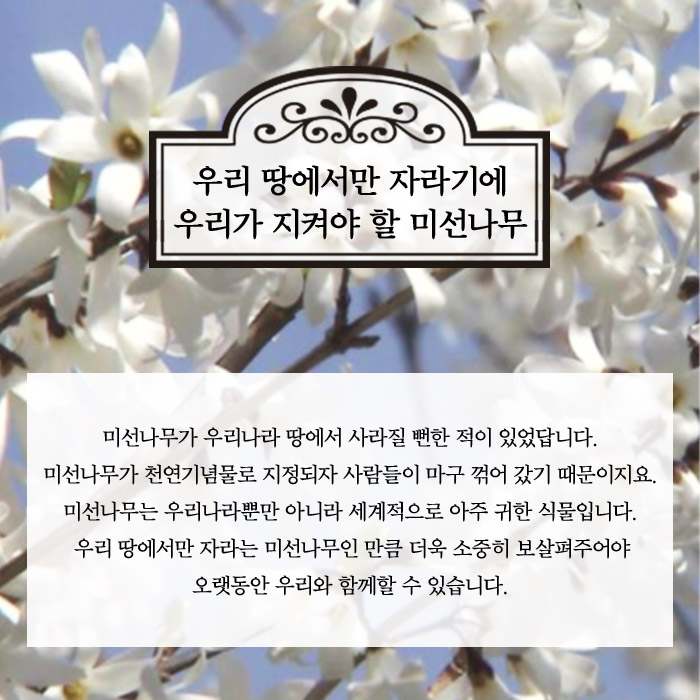 우리 땅에서만 자라기에
우리가 지켜야 할 미선나무
미선나무가 우리나라 땅에서 사라질 뻔한 적이 있었답니다.
미선나무가 천연기념물로 지정되자 사람들이 마구 꺾어 갔기 때문이지요.
미선나무는 우리나라뿐만 아니라 세계적으로 아주 귀한 식물입니다.
우리 땅에서만 자라는 미선나무인 만큼 더욱 소중히 보살펴주어야
오랫동안 우리와 함께할 수 있습니다.